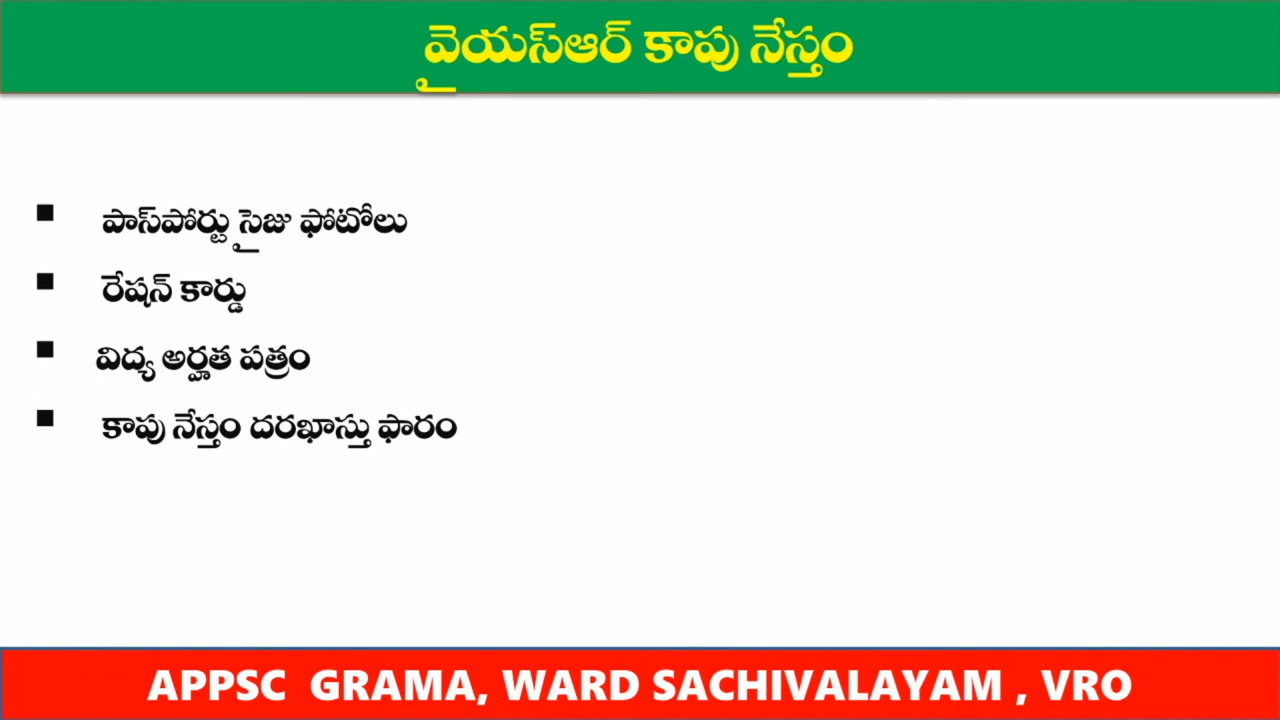 వైయస్ఆర్ కాపు నేస్తం
పాస్‌పోర్టు సైజు ఫోటోలు
రేషన్ కార్డు
విద్య అర్హత పత్రం
కాపు నేస్తం దరఖాస్తు ఫారం
APPSC GRAMA, WARD SACHIVALAYAM , VRO